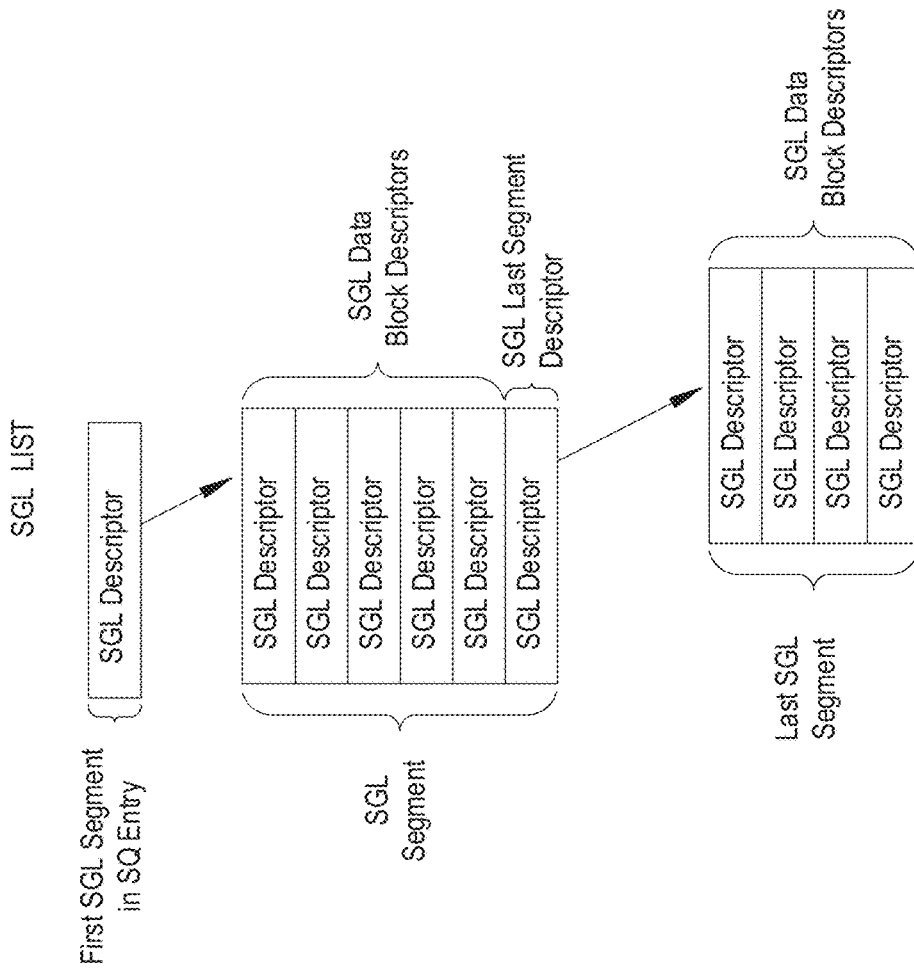 SGL LIST
First SGL Segment
in SQ Entry
SGL Descriptor
SGL
Segment
SGL Descriptor
SGL Descriptor
SGL Descriptor
SGL Descriptor
SGL Descriptor
SGL Descriptor
SGL Data
Block Descriptors
SGL Last Segment
Descriptor
Last SGL
Segment
SGL Descriptor
SGL Descriptor
SGL Descriptor
SGL Descriptor
SGL Data
Block Descriptors